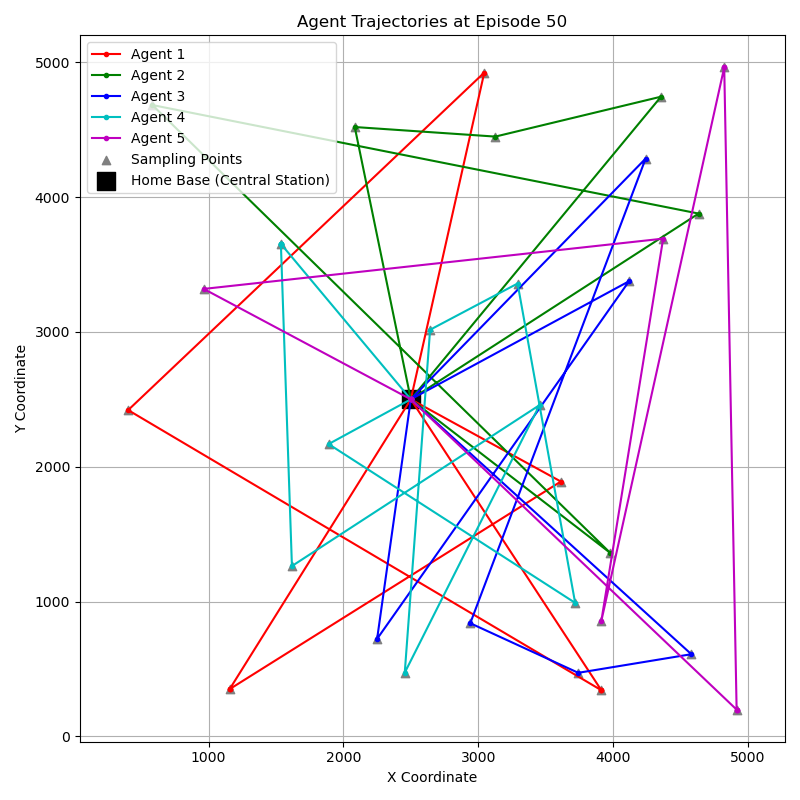 Agent Trajectories at Episode 50
Agent 1
Agent 2
Agent 3
Agent 4
Agent 5
Sampling Points
Home Base (Central Station)
Y Coordinate
5000
4000
3000
2000
1000
0
1000 2000 3000 4000 5000
X Coordinate